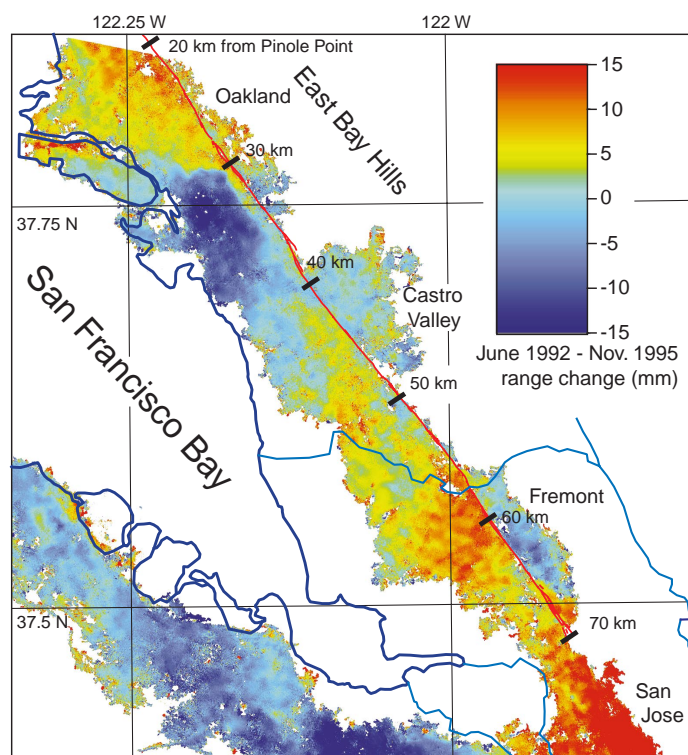 122.25 W
122 W
20 km from Pinole Point
Oakland
East Bay Hills
30 km
37.75 N
40 km
Castro
Valley
San Francisco Bay
50 km
15
10
5
0
-5
-10
-15
June 1992 - Nov. 1995
range change (mm)
Fremont
60 km
37.5 N
70 km
San
Jose